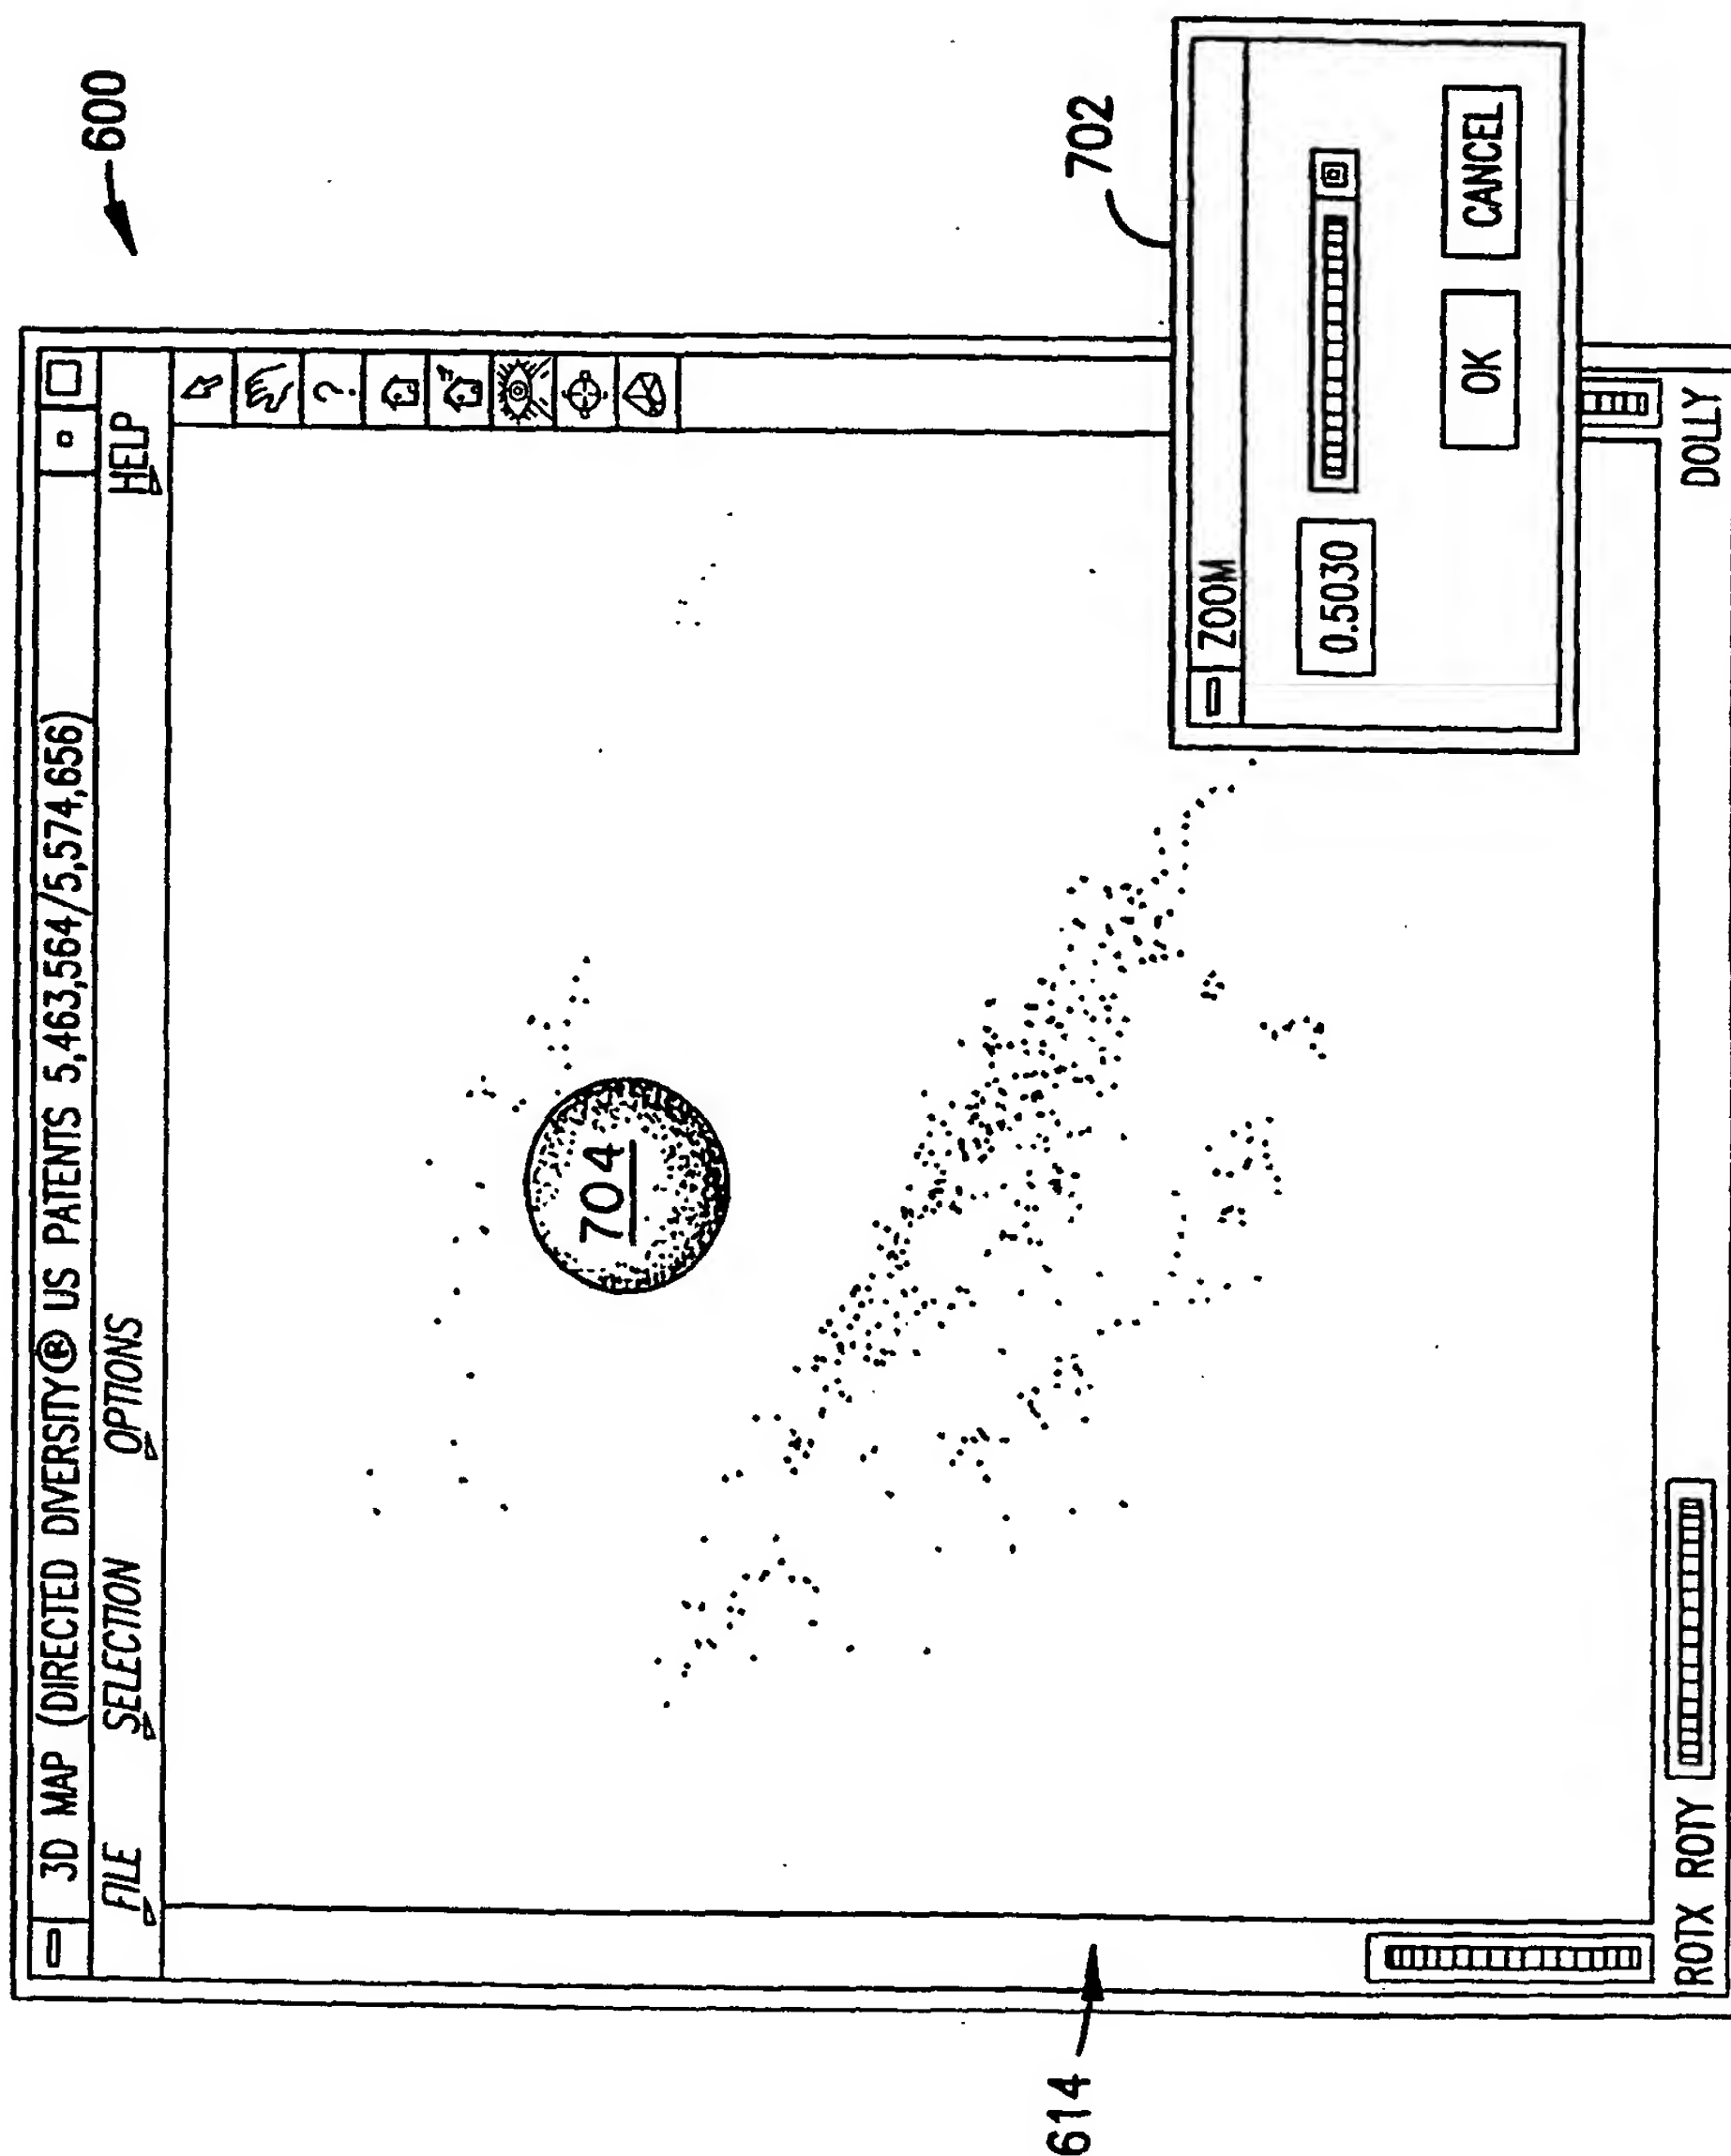 600
3D MAP (DIRECTED DIVERSITY® US PATENTS 5,463,564/5,574,656)
FILE SELECTION OPTIONS HELP
?
704
702
ZOOM
0.5030
OK CANCEL
614
ROTX ROTY DOLLY